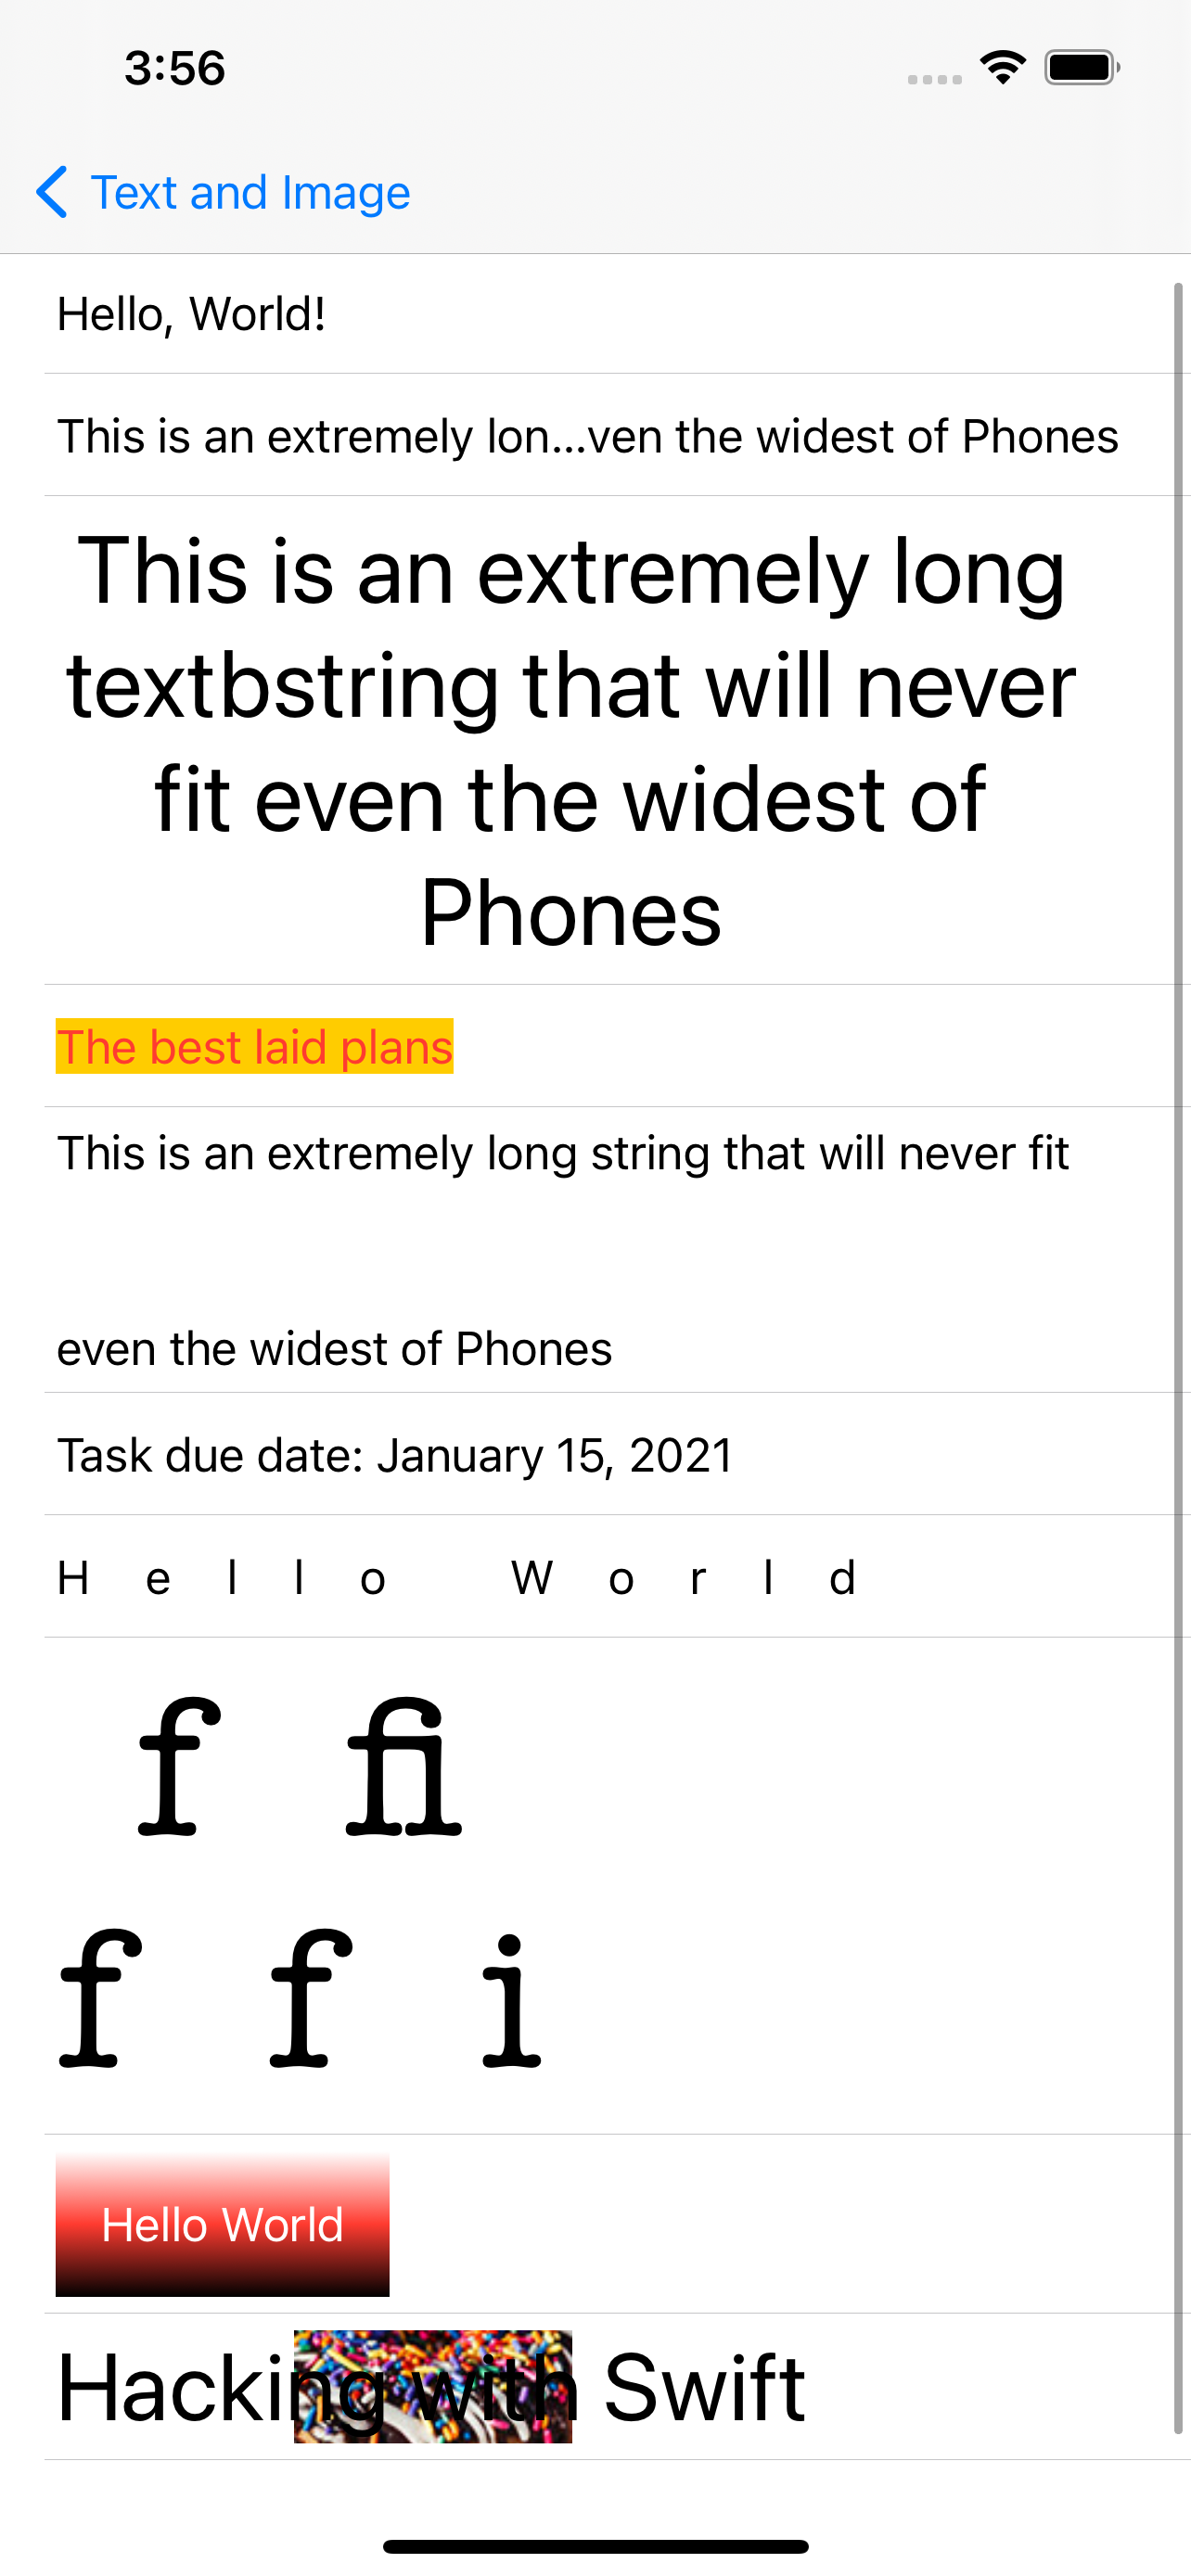 3:56
Text and Image
Hello, World!
This is an extremely lon...ven the widest of Phones
This is an extremely long
textbstring that will never
fit even the widest of
Phones
The best laid plans
This is an extremely long string that will never fit
even the widest of Phones
Task due date: January 15, 2021
H e l l o   W o r l d
f fi
f f i
Hello World
Hacking with Swift